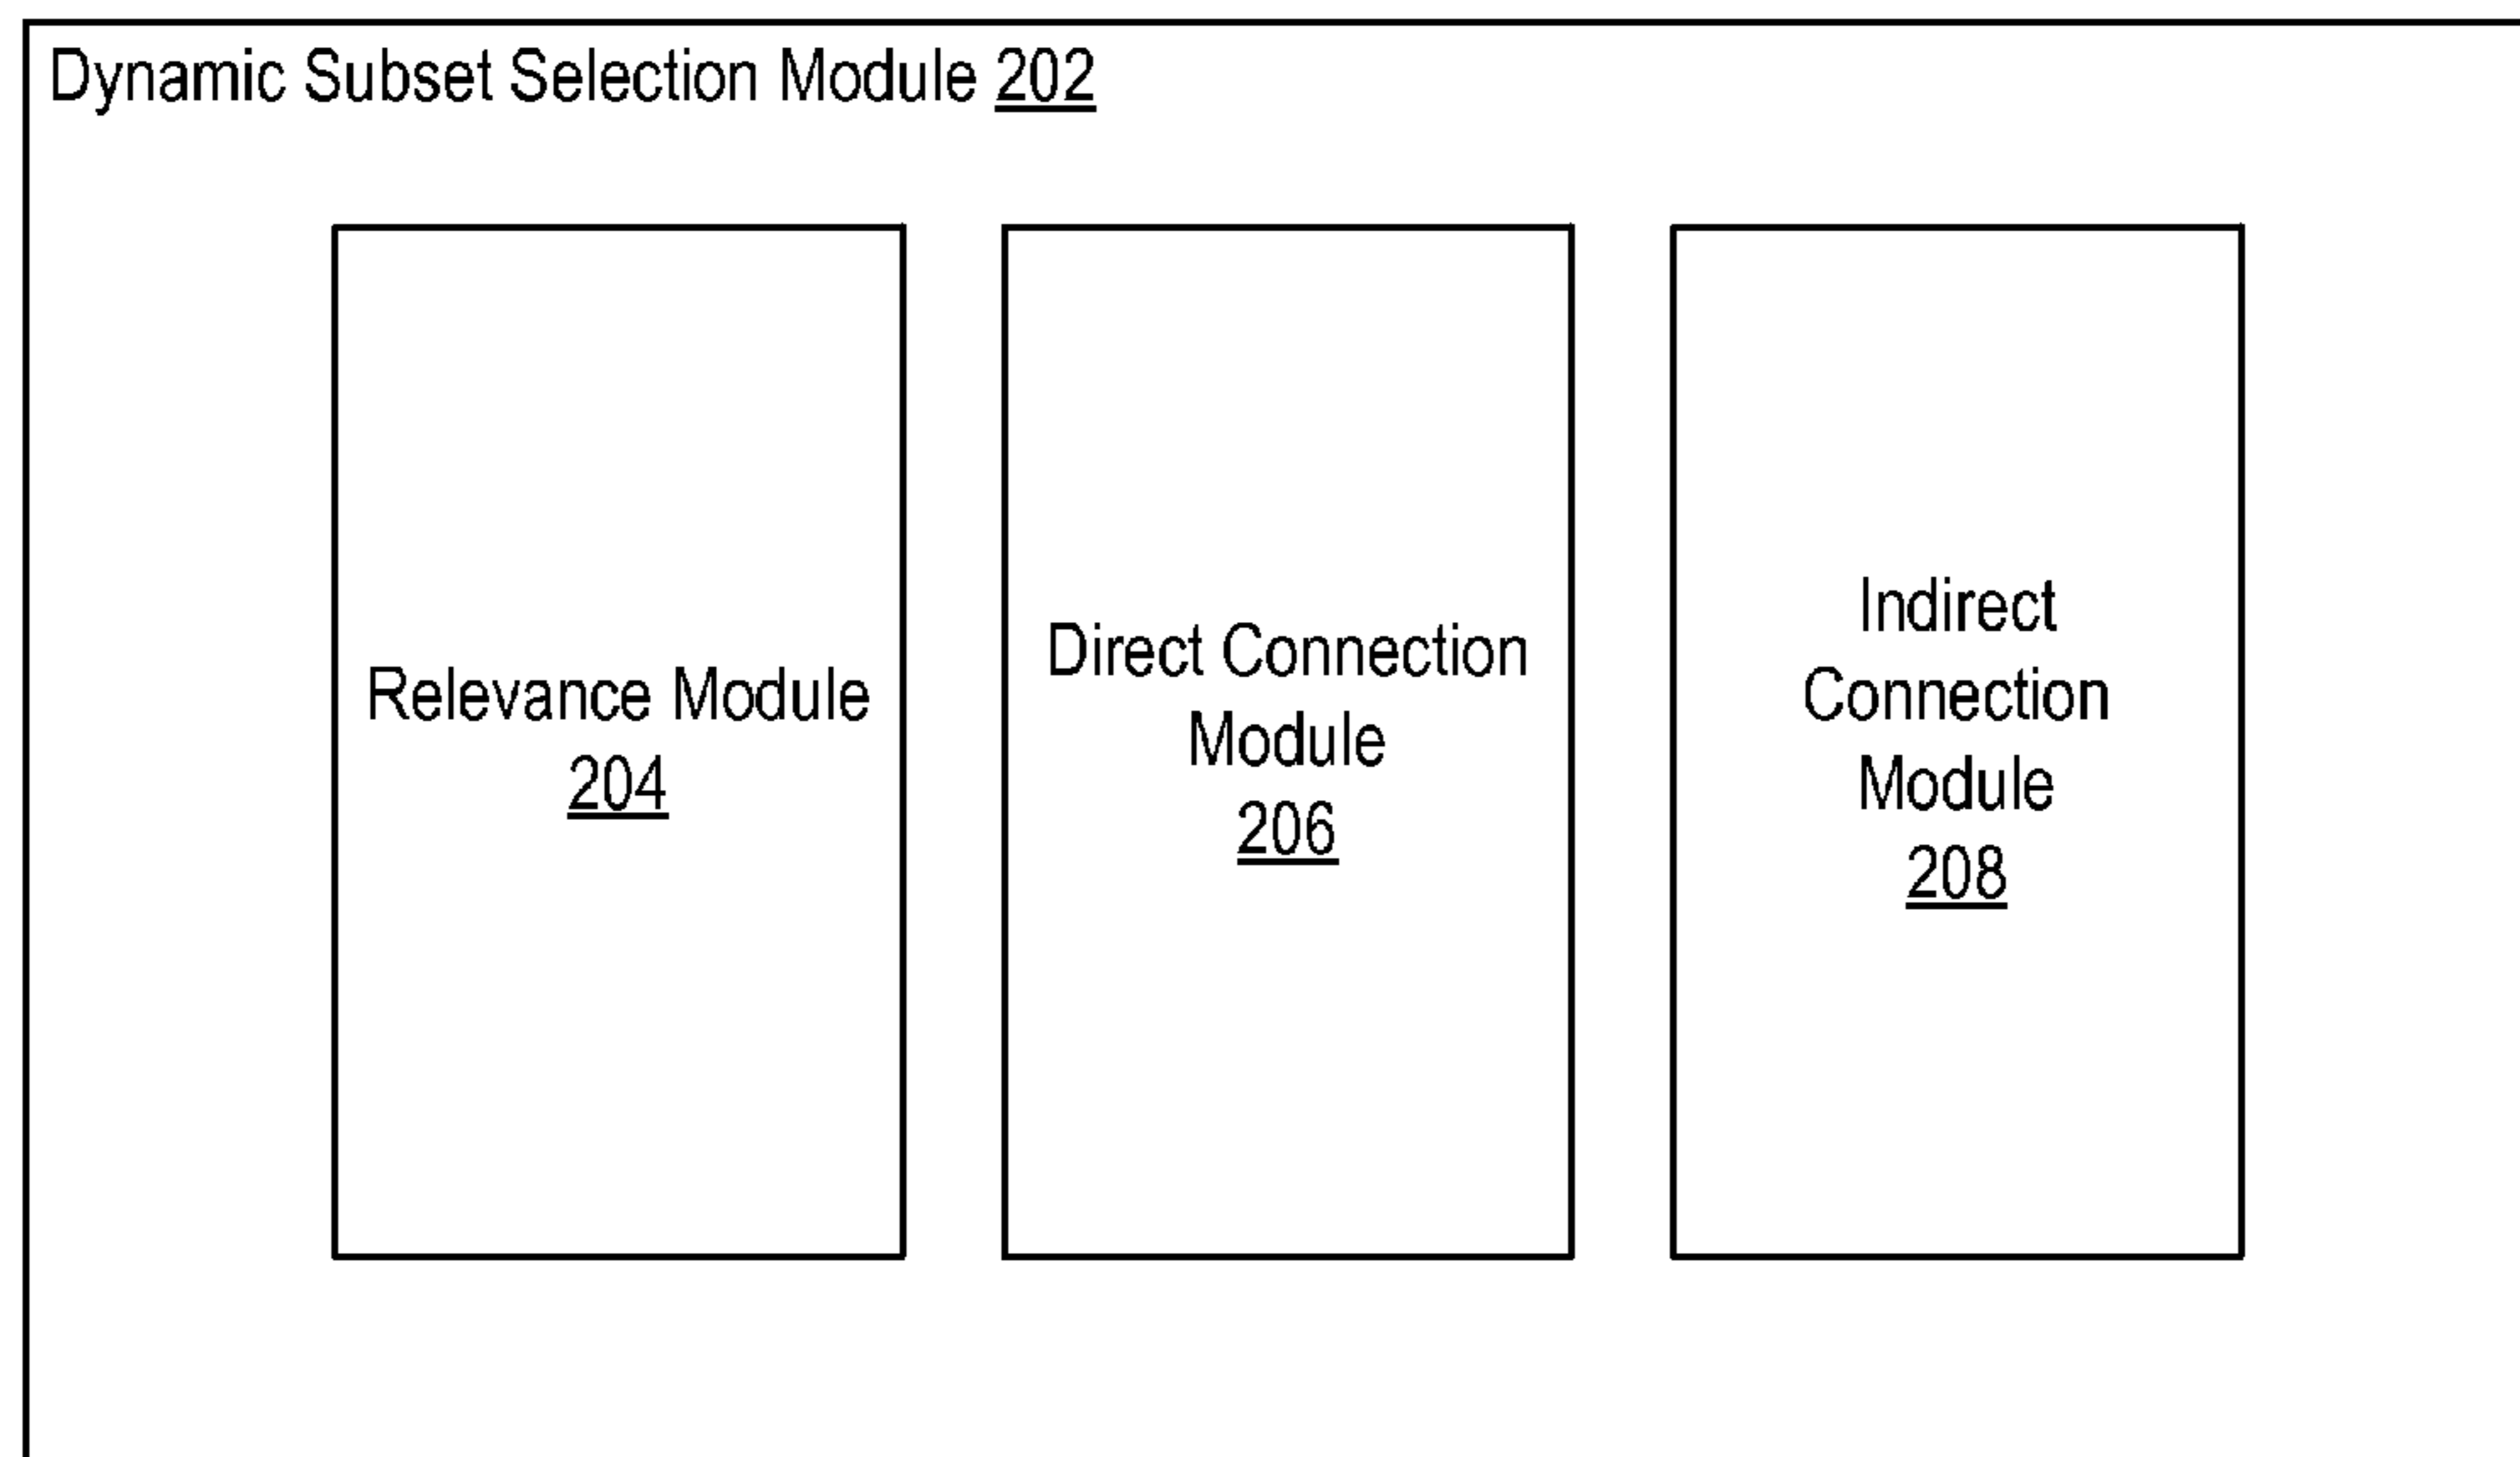 Dynamic Subset Selection Module 202
Relevance Module
204
Direct Connection
Module
206
Indirect
Connection
Module
208